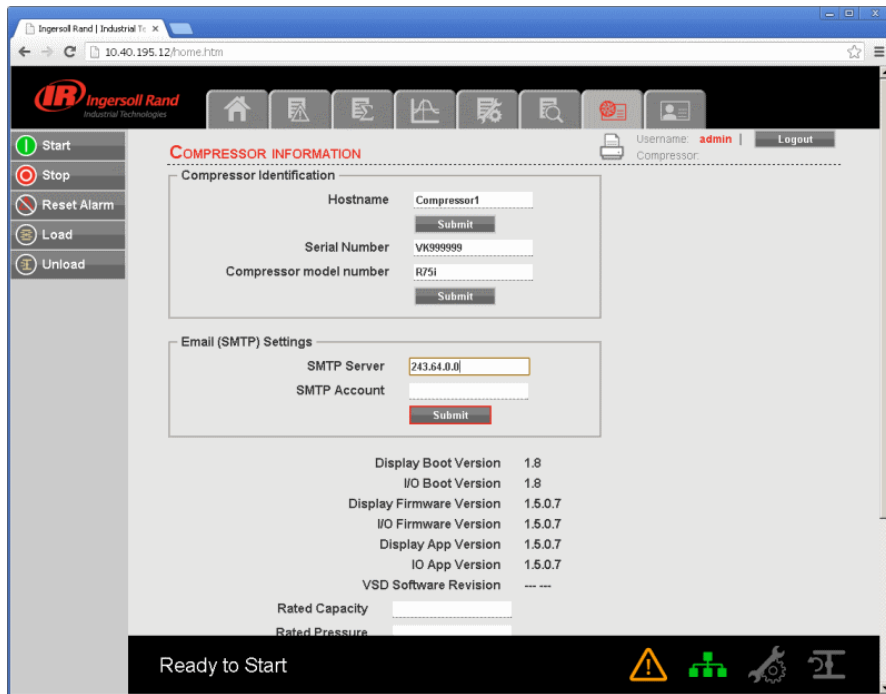 Ingersoll Rand | Industrial Te
10.40.195.12/home.htm
IR Ingersoll Rand
Industrial Technologies
Username: admin | Logout
Compressor:
Start
Stop
Reset Alarm
Load
Unload
COMPRESSOR INFORMATION
Compressor Identification
Hostname Compressor1
Submit
Serial Number VK999999
Compressor model number R75i
Submit
Email (SMTP) Settings
SMTP Server 243.64.0.0
SMTP Account
Submit
Display Boot Version 1.8
I/O Boot Version 1.8
Display Firmware Version 1.5.0.7
I/O Firmware Version 1.5.0.7
Display App Version 1.5.0.7
IO App Version 1.5.0.7
VSD Software Revision --- ---
Rated Capacity
Rated Pressure
Ready to Start